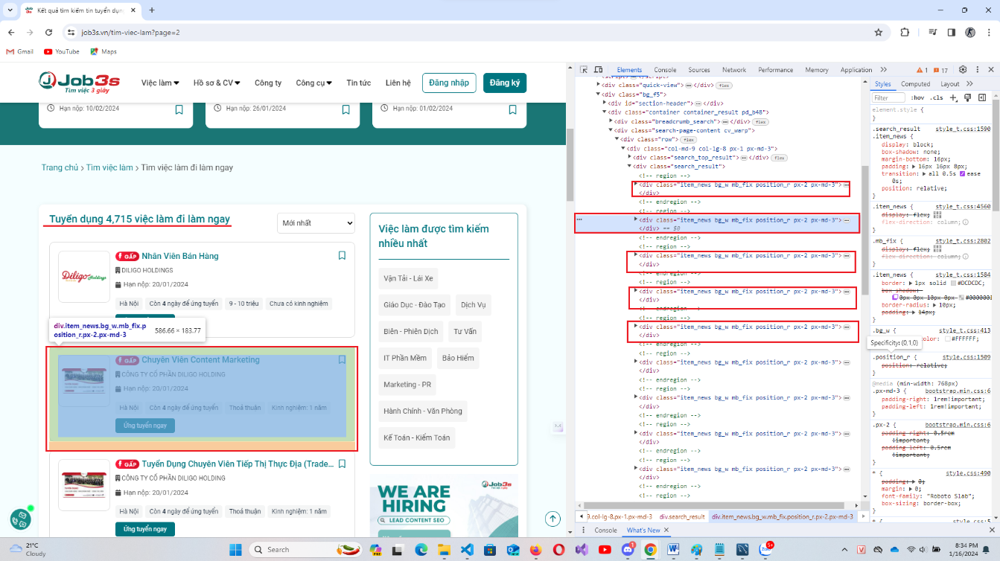 Kết quả tìm kiếm tin tuyển dụng
job3s.vn/tim-viec-lam?page=2
Gmail
YouTube
Maps
Job3s
Tìm việc 3 giây
Việc làm
Hồ sơ & CV
Công ty
Công cụ
Tin tức
Liên hệ
Đăng nhập
Đăng ký
Hạn nộp: 10/02/2024
Hạn nộp: 26/01/2024
Hạn nộp: 01/02/2024
Trang chủ > Tìm việc làm > Tìm việc làm đi làm ngay
Tuyển dụng 4,715 việc làm đi làm ngay
Mới nhất
GẤP Nhân Viên Bán Hàng
Diligo Holdings
DILIGO HOLDINGS
Hạn nộp: 20/01/2024
Hà Nội
Còn 4 ngày để ứng tuyển
9 - 10 triệu
Chưa có kinh nghiệm
div.item_news.bg_w.mb_fix.p
osition_r.px-2.px-md-3
586.66 × 183.77
GẤP Chuyên Viên Content Marketing
CÔNG TY CỔ PHẦN DILIGO HOLDING
Hạn nộp: 20/01/2024
Hà Nội
Còn 4 ngày để ứng tuyển
Thoả thuận
Kinh nghiệm: 1 năm
Ứng tuyển ngay
GẤP Tuyển Dụng Chuyên Viên Tiếp Thị Thực Địa (Trade...
CÔNG TY CỔ PHẦN DILIGO HOLDING
Hạn nộp: 20/01/2024
Hà Nội
Còn 4 ngày để ứng tuyển
Thoả thuận
Kinh nghiệm: 1 năm
Ứng tuyển ngay
Việc làm được tìm kiếm
nhiều nhất
Vận Tải - Lái Xe
Giáo Dục - Đào Tạo
Dịch Vụ
Biên - Phiên Dịch
Tư Vấn
IT Phần Mềm
Bảo Hiểm
Marketing - PR
Hành Chính - Văn Phòng
Kế Toán - Kiểm Toán
Job3s
WE ARE
HIRING
LEAD CONTENT SEO
Elements
Console
Sources
Network
Performance
Memory
Application
1
17
<div class="quick-view"> </div> flex
<div class="bg_f5">
<div id="section-header"> </div>
<div class="container container_result pd_b48">
<div class="breadcrumb_search"> </div> flex
<div class="search-page-content cv_warp">
<div class="row"> flex
<div class="col-md-9 col-lg-8 px-1 px-md-3">
<div class="search_top_result"> </div> flex
<div class="search_result">
<!-- region -->
<div class="item_news bg_w mb_fix position_r px-2 px-md-3">
</div>
<!-- endregion -->
<!-- region -->
<div class="item_news bg_w mb_fix position_r px-2 px-md-3">
</div> == $0
<!-- endregion -->
<!-- region -->
<div class="item_news bg_w mb_fix position_r px-2 px-md-3">
</div>
<!-- endregion -->
<!-- region -->
<div class="item_news bg_w mb_fix position_r px-2 px-md-3">
</div>
<!-- endregion -->
<!-- region -->
<div class="item_news bg_w mb_fix position_r px-2 px-md-3">
</div>
<!-- endregion -->
<!-- region -->
<div class="item_news bg_w mb_fix position_r px-2 px-md-3">
</div>
<!-- endregion -->
<!-- region -->
<div class="item_news bg_w mb_fix position_r px-2 px-md-3">
</div>
<!-- endregion -->
<!-- region -->
<div class="item_news bg_w mb_fix position_r px-2 px-md-3">
</div>
<!-- endregion -->
<!-- region -->
<div class="item_news bg_w mb_fix position_r px-2 px-md-3">
</div>
<!-- endregion -->
<!-- region -->
9.col-lg-8.px-1.px-md-3
div.search_result
div.item_news.bg_w.mb_fix.position_r.px-2.px-md-3
Console
What's New
Styles
Computed
Layout
Filter
:hov
.cls
element.style {
}
.search_result style_t.css:1590
.item_news {
display: block;
box-shadow: none;
margin-bottom: 16px;
padding: 16px 16px 8px;
transition: all 0.5s ease
0s;
position: relative;
}
.item_news { style_t.css:4560
display: flex;
flex-direction: column;
}
.mb_fix { style_t.css:2802
display: flex;
flex-direction: column;
}
.item_news { style_t.css:1584
border: 1px solid #DCDCDC;
box-shadow:
0px 0px 10px 0px #000000
border-radius: 10px;
padding: 14px;
}
.bg_w { style_t.css:413
color: #FFFFFF;
Specificity: (0,1,0)
.position_r { style.css:1509
position: relative;
}
@media (min-width: 768px)
.px-md-3 { bootstrap.min.css:6
padding-right: 1rem!important;
padding-left: 1rem!important;
}
.px-2 { bootstrap.min.css:6
padding-right: 0.5rem
!important;
padding-left: 0.5rem
!important;
}
* { style.css:490
padding: 0;
margin: 0;
font-family: "Roboto Slab";
box-sizing: border-box;
}
21°C
Cloudy
Search
8:34 PM
1/16/2024